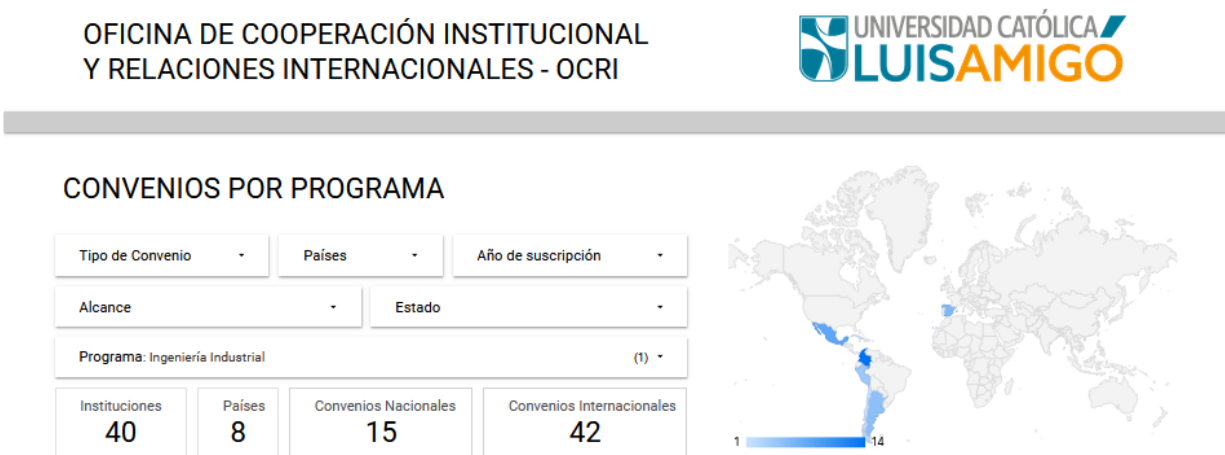 OFICINA DE COOPERACIÓN INSTITUCIONAL
Y RELACIONES INTERNACIONALES - OCRI
UNIVERSIDAD CATÓLICA
LUISAMIGO
CONVENIOS POR PROGRAMA
Tipo de Convenio
Países
Año de suscripción
Alcance
Estado
Programa: Ingeniería Industrial (1)
Instituciones
40
Países
8
Convenios Nacionales
15
Convenios Internacionales
42
1
14